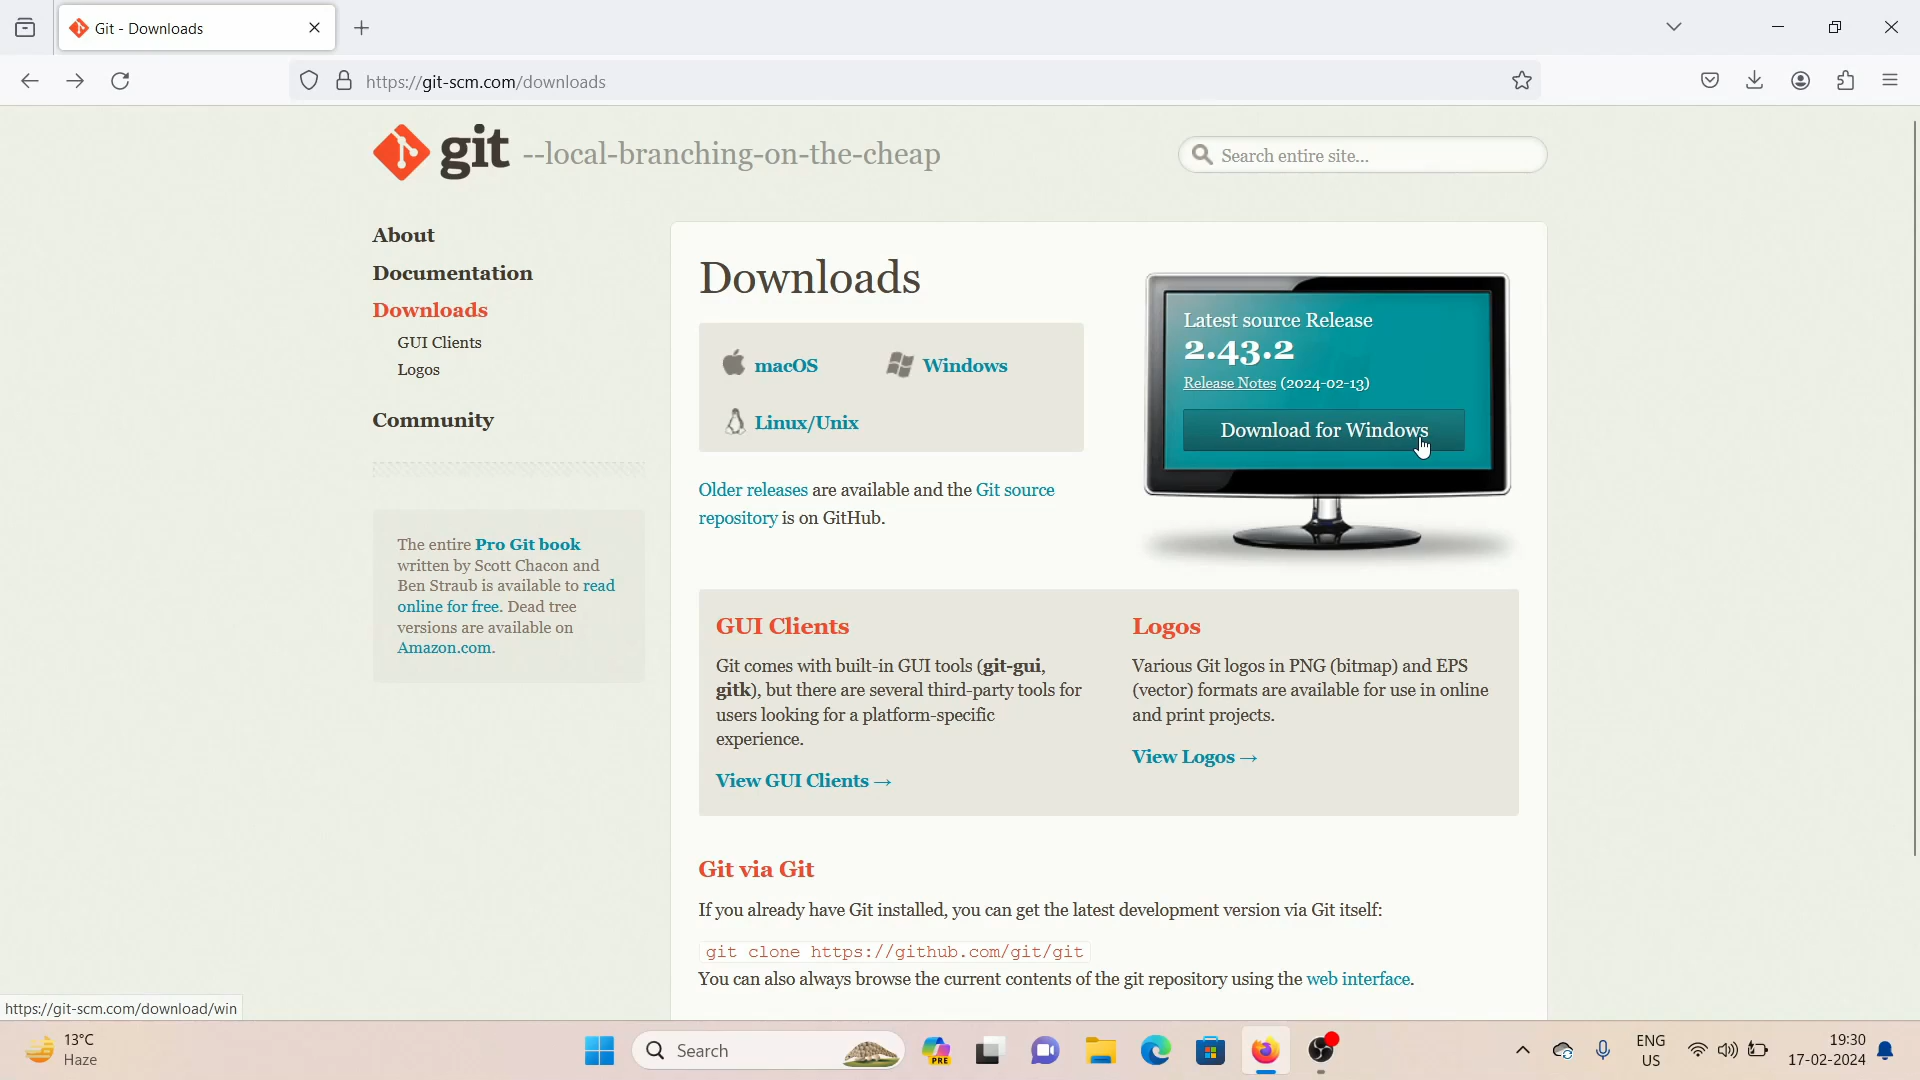 Git - Downloads
https://git-scm.com/downloads
git --local-branching-on-the-cheap
Search entire site...
About
Documentation
Downloads
GUI Clients
Logos
Community
The entire Pro Git book
written by Scott Chacon and
Ben Straub is available to read
online for free. Dead tree
versions are available on
Amazon.com.
Downloads
macOS
Windows
Linux/Unix
Older releases are available and the Git source
repository is on GitHub.
Latest source Release
2.43.2
Release Notes (2024-02-13)
Download for Windows
GUI Clients
Git comes with built-in GUI tools (git-gui,
gitk), but there are several third-party tools for
users looking for a platform-specific
experience.
View GUI Clients →
Logos
Various Git logos in PNG (bitmap) and EPS
(vector) formats are available for use in online
and print projects.
View Logos →
Git via Git
If you already have Git installed, you can get the latest development version via Git itself:
git clone https://github.com/git/git
You can also always browse the current contents of the git repository using the web interface.
https://git-scm.com/download/win
13°C
Haze
Search
PRE
ENG
US
19:30
17-02-2024